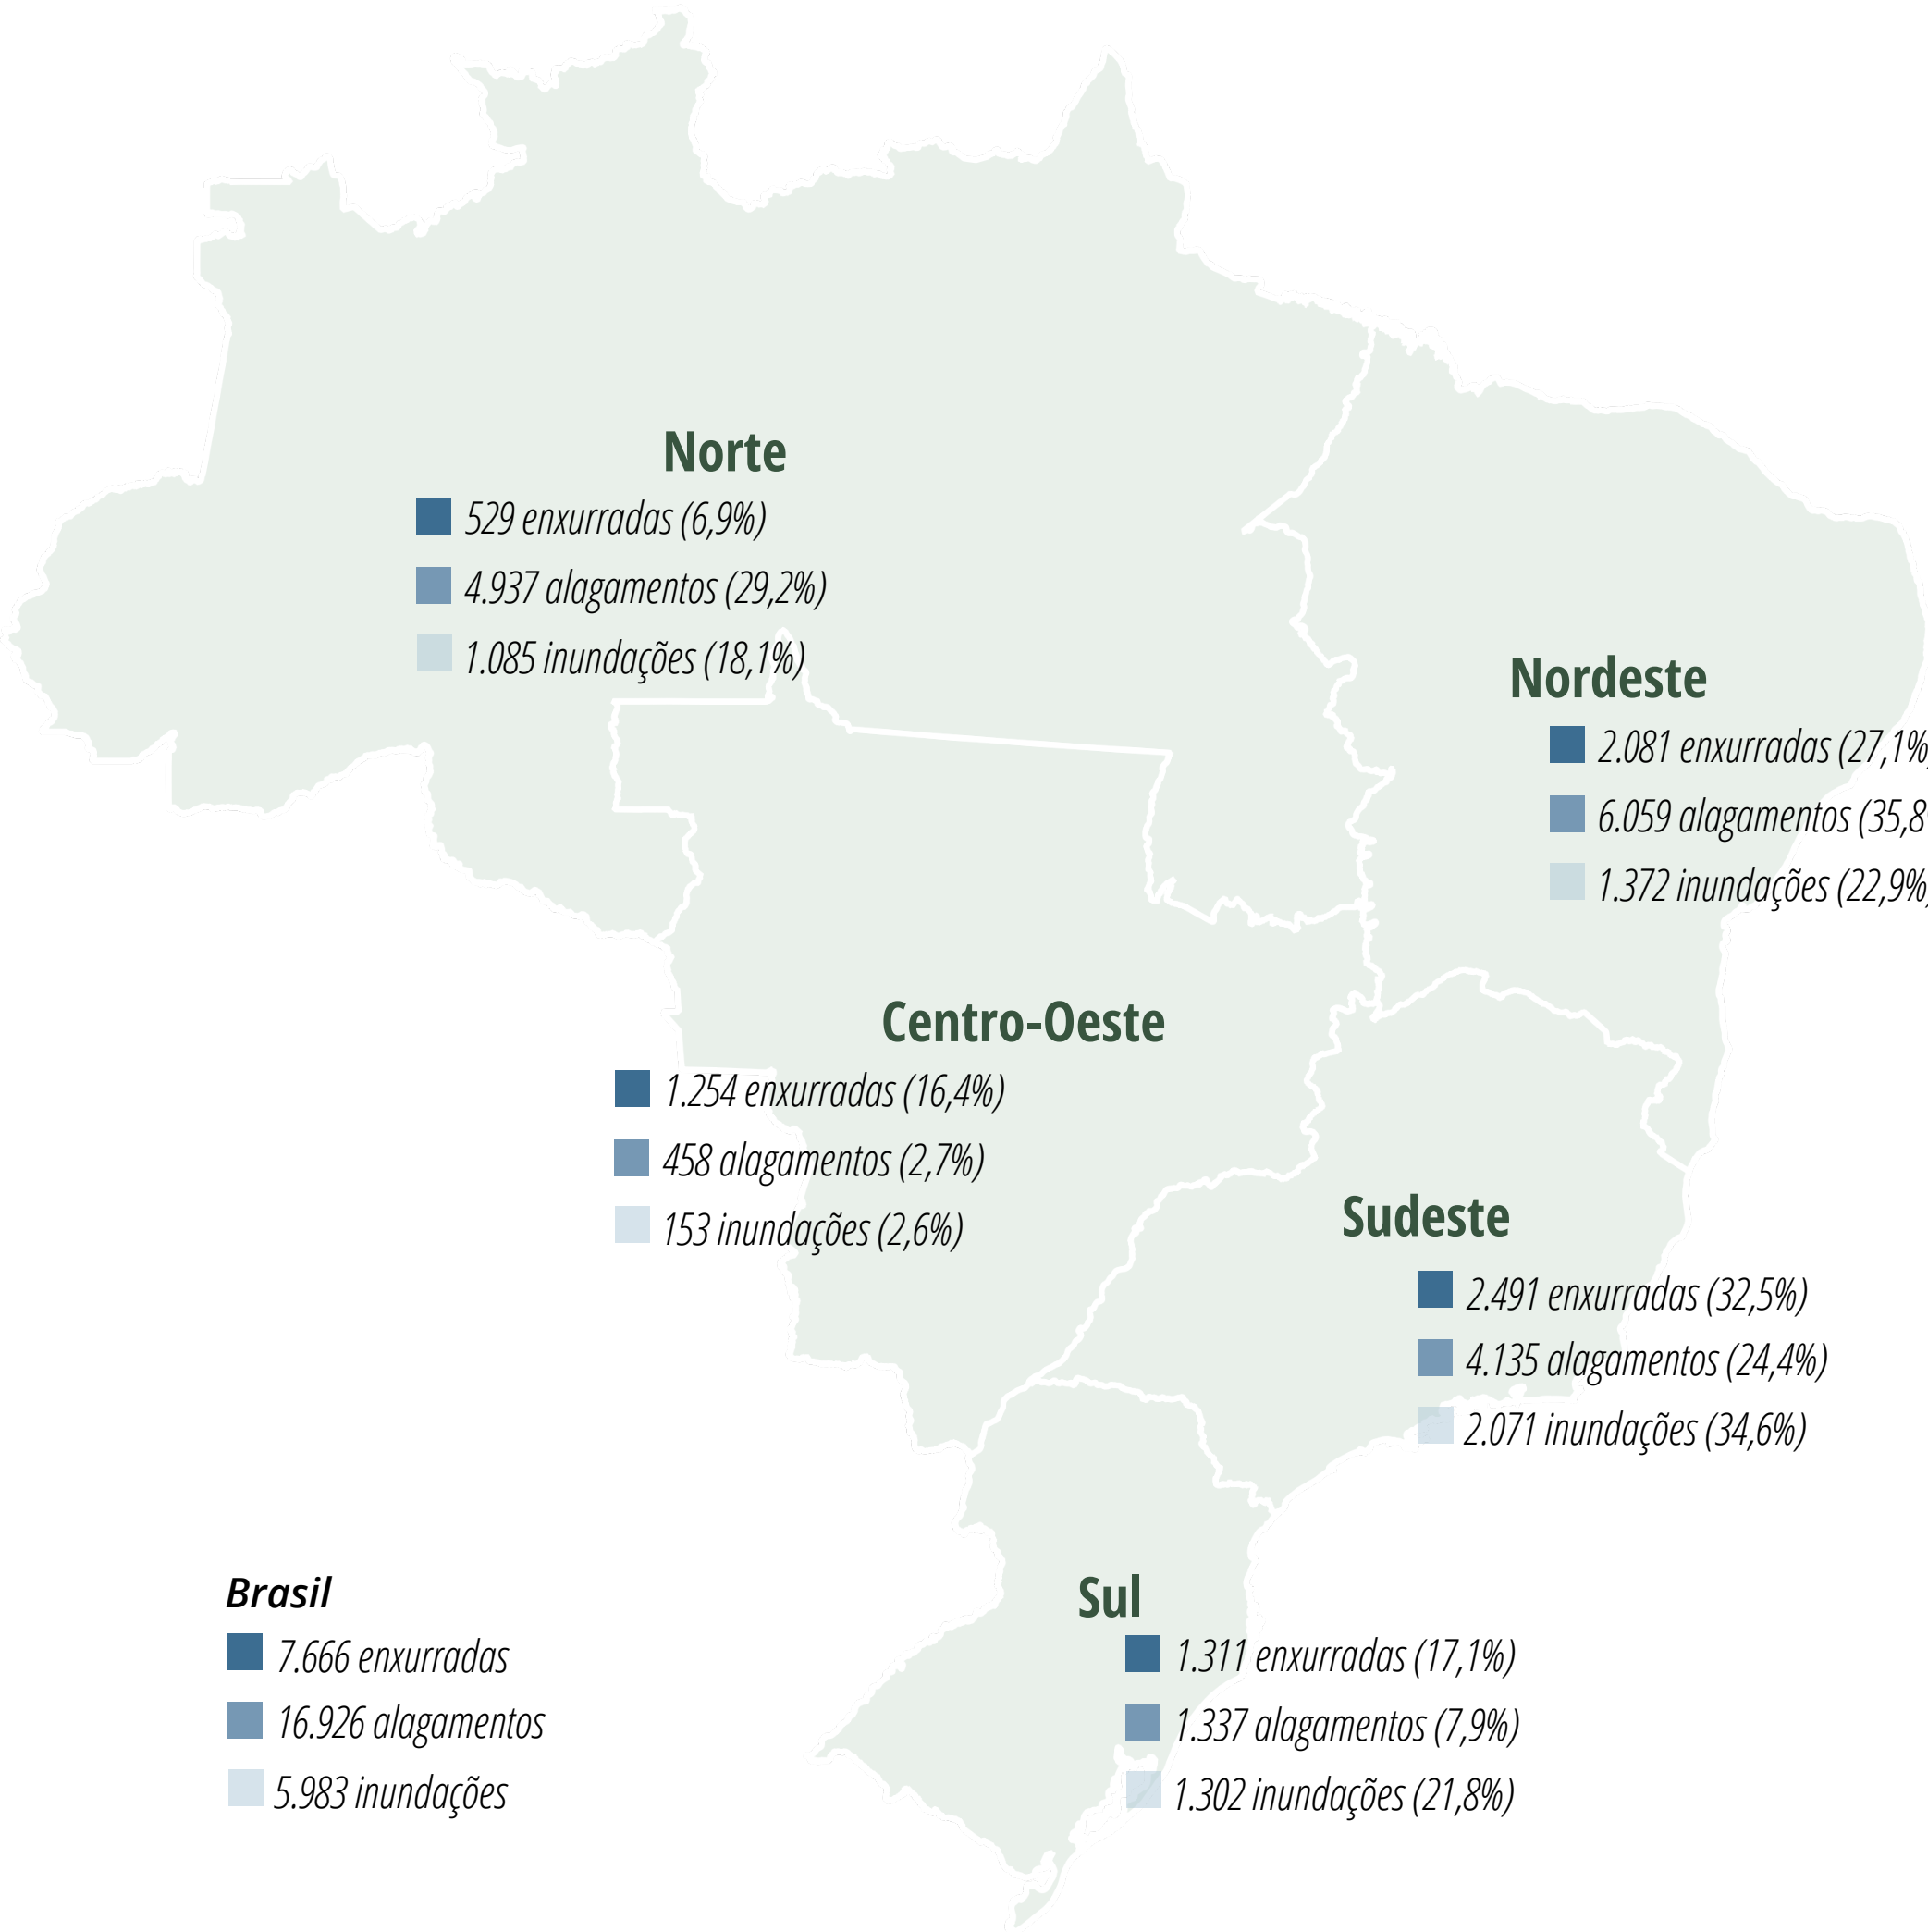 Norte
529 enxurradas (6,9%)
4.937 alagamentos (29,2%)
1.085 inundações (18,1%)
Nordeste
2.081 enxurradas (27,1%
6.059 alagamentos (35,8
1.372 inundações (22,9%
Centro-Oeste
1.254 enxurradas (16,4%)
458 alagamentos (2,7%)
153 inundações (2,6%)
Sudeste
2.491 enxurradas (32,5%)
4.135 alagamentos (24,4%)
2.071 inundações (34,6%)
Brasil
7.666 enxurradas
16.926 alagamentos
5.983 inundações
Sul
1.311 enxurradas (17,1%)
1.337 alagamentos (7,9%)
1.302 inundações (21,8%)